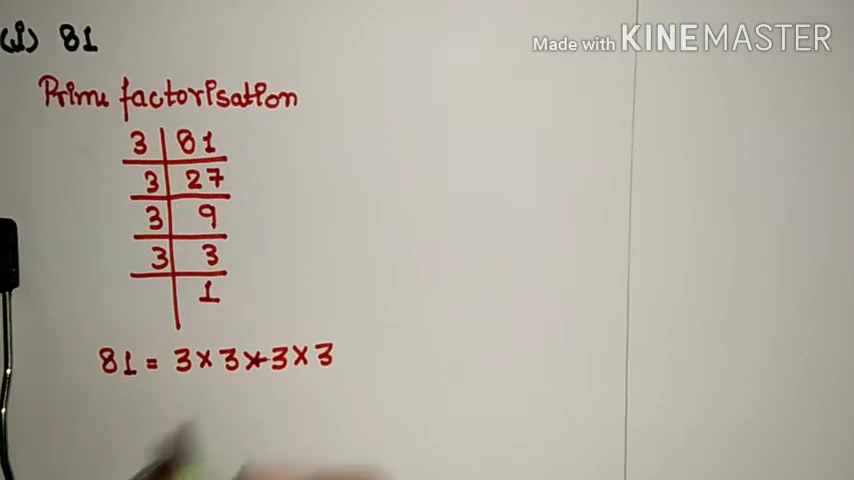 (i) 81
Made with KINEMASTER
Prime factorisation
3 | 81
3 | 27
3 | 9
3 | 3
| 1
81 = 3 × 3 × 3 × 3